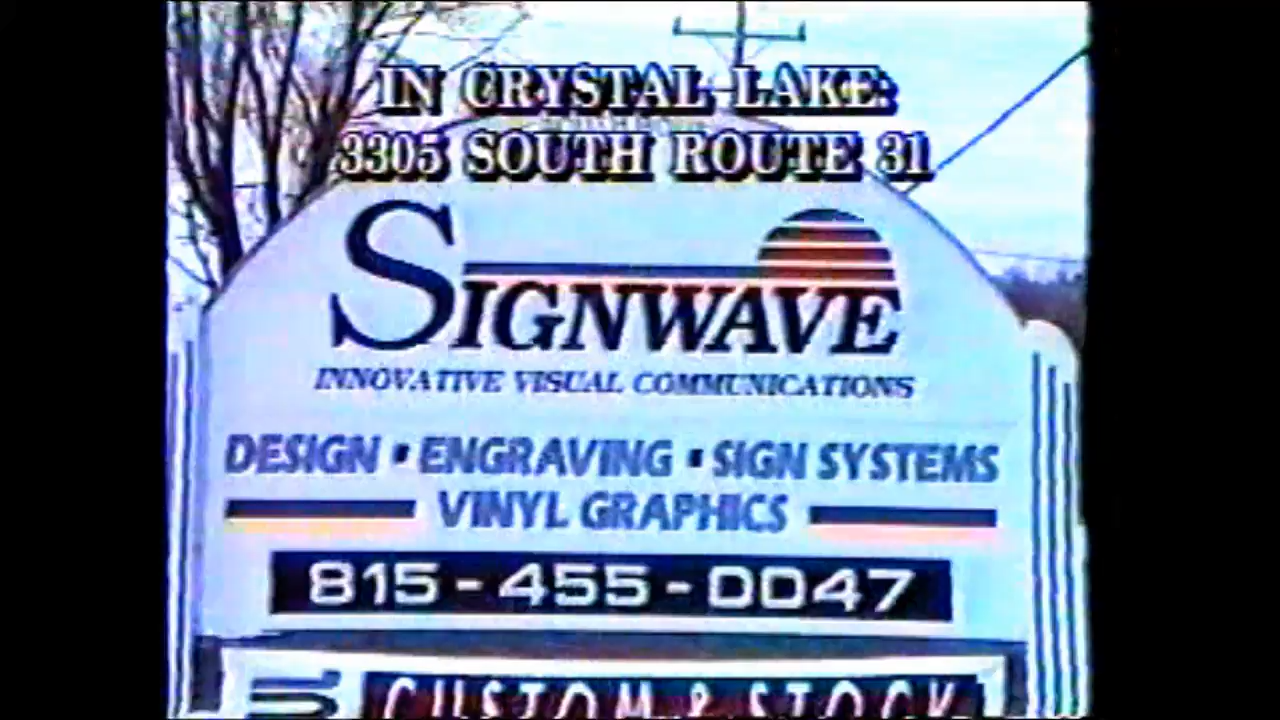 IN CRYSTAL LAKE:
3305 SOUTH ROUTE 31
SIGNWAVE
INNOVATIVE VISUAL COMMUNICATIONS
DESIGN ▪ ENGRAVING ▪ SIGN SYSTEMS
VINYL GRAPHICS
815-455-0047
CUSTOM & STOCK